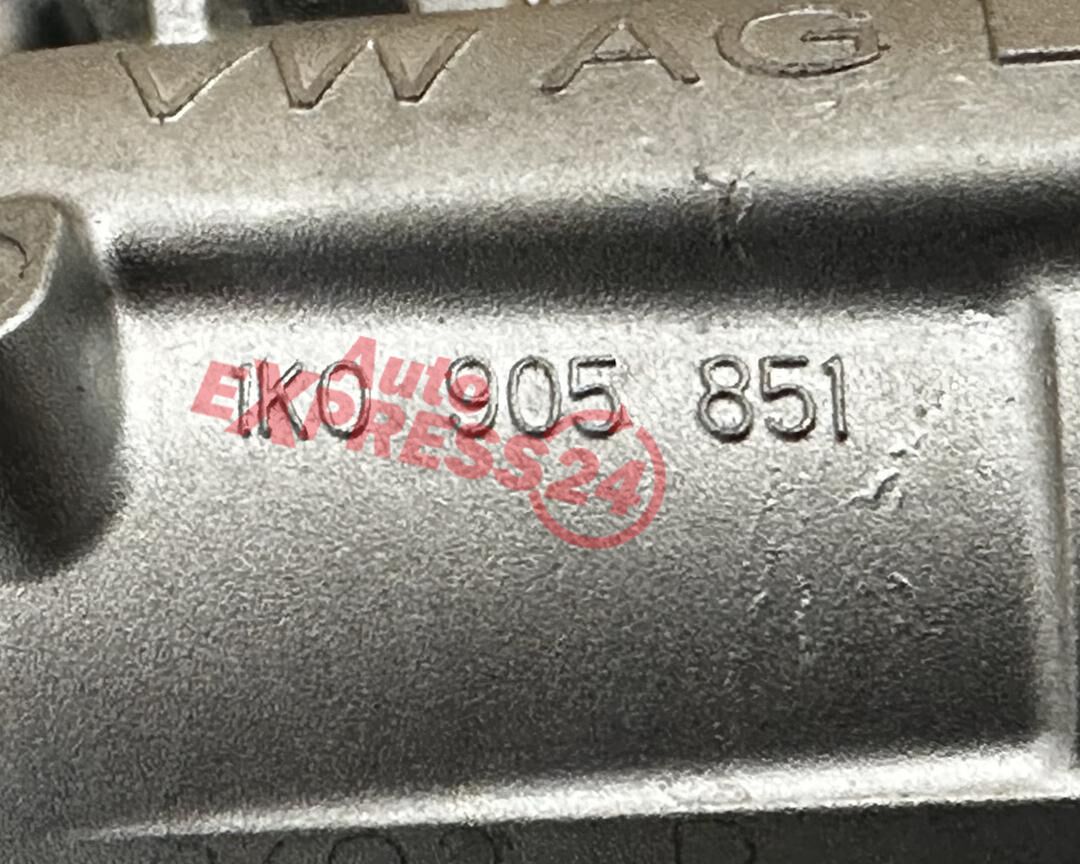 VW AG
1K0 905 851
Auto
EXPRESS24